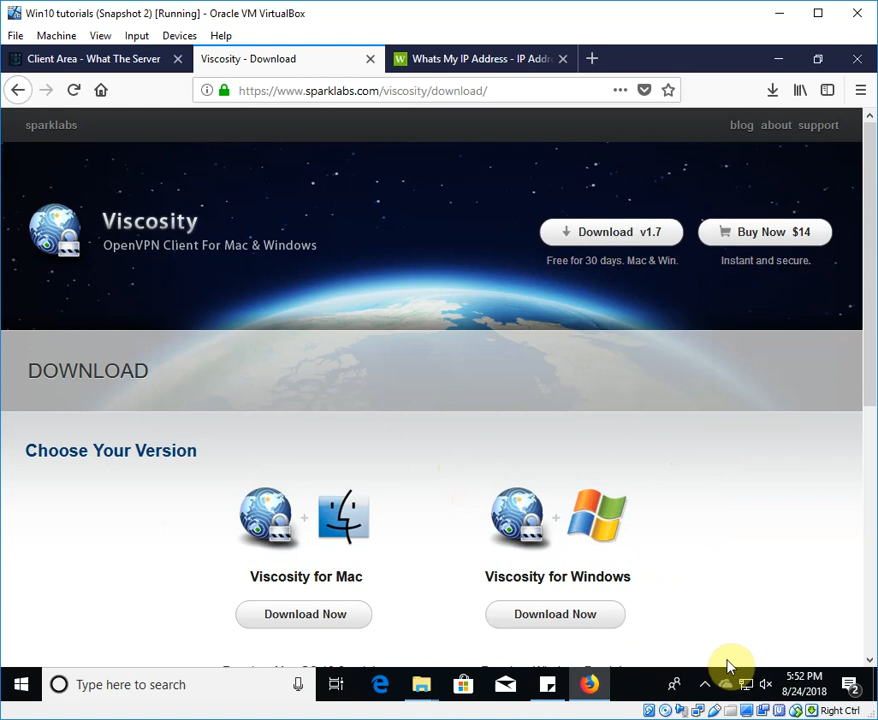 Win10 tutorials (Snapshot 2) [Running] - Oracle VM VirtualBox
File Machine View Input Devices Help
Client Area - What The Server
Viscosity - Download
Whats My IP Address - IP Addr
https://www.sparklabs.com/viscosity/download/
sparklabs
blog about support
Viscosity
OpenVPN Client For Mac & Windows
Download v1.7
Free for 30 days. Mac & Win.
Buy Now $14
Instant and secure.
DOWNLOAD
Choose Your Version
Viscosity for Mac
Download Now
Viscosity for Windows
Download Now
Type here to search
5:52 PM
8/24/2018
2
Right Ctrl